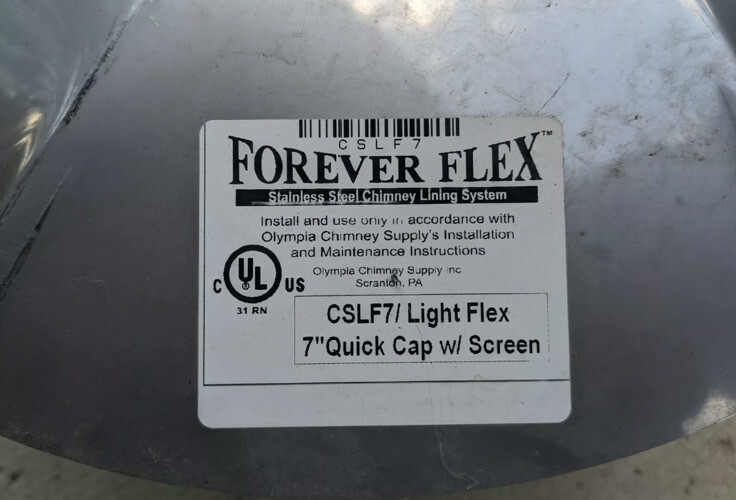 CSLF7
FOREVER FLEX™
Stainless Steel Chimney Lining System
Install and use only in accordance with
Olympia Chimney Supply's Installation
and Maintenance Instructions
Olympia Chimney Supply Inc
Scranton, PA
C UL® US
31 RN
CSLF7/ Light Flex
7"Quick Cap w/ Screen